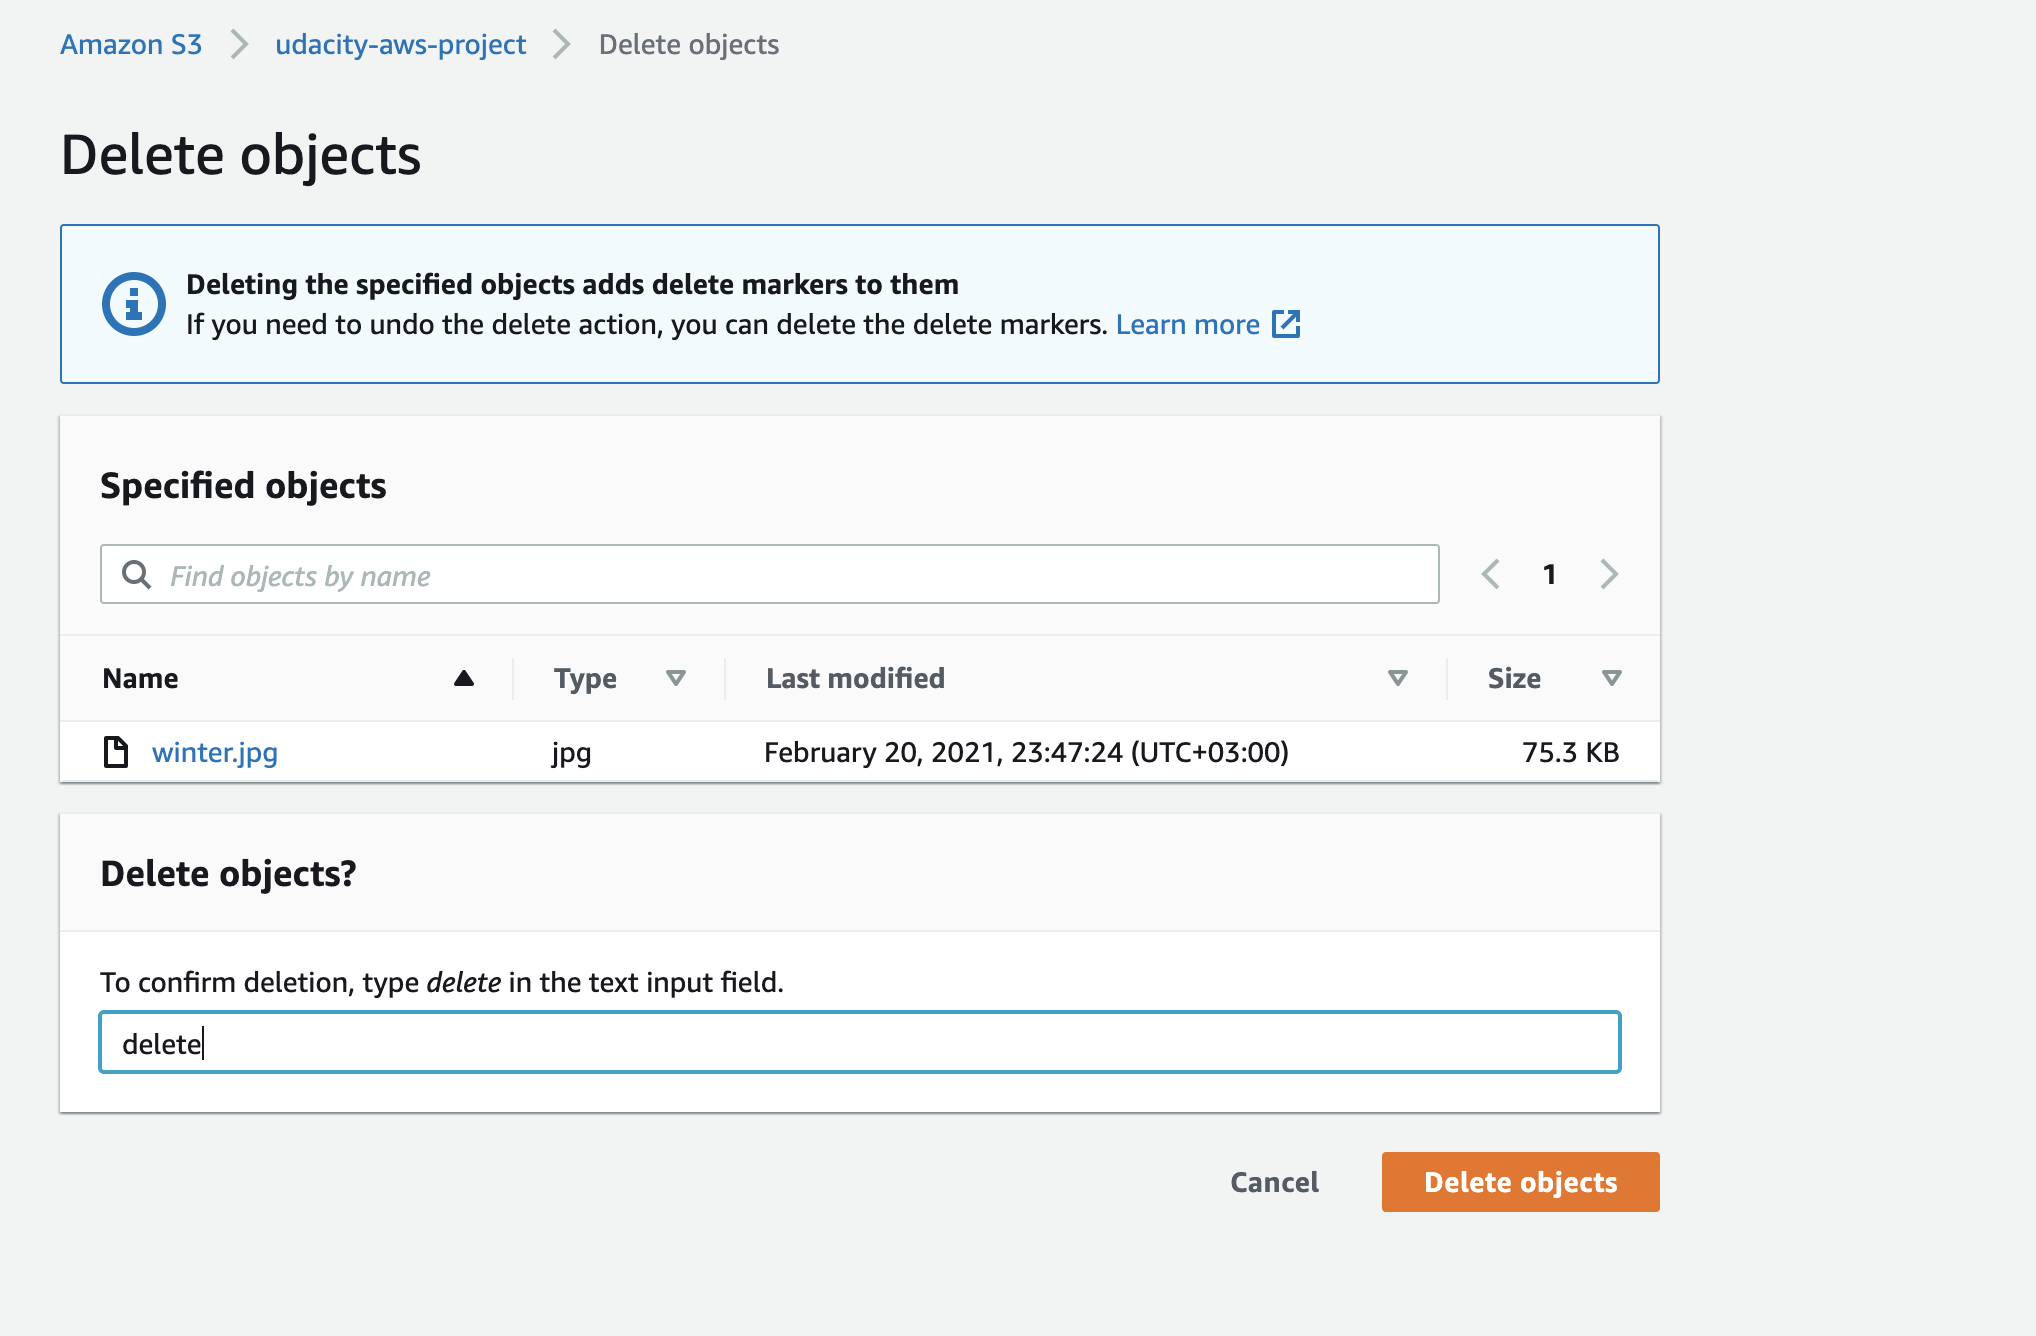 Amazon S3 > udacity-aws-project > Delete objects
Delete objects
Deleting the specified objects adds delete markers to them
If you need to undo the delete action, you can delete the delete markers. Learn more
Specified objects
Find objects by name
1
Name Type Last modified Size
winter.jpg jpg February 20, 2021, 23:47:24 (UTC+03:00) 75.3 KB
Delete objects?
To confirm deletion, type delete in the text input field.
delete
Cancel Delete objects